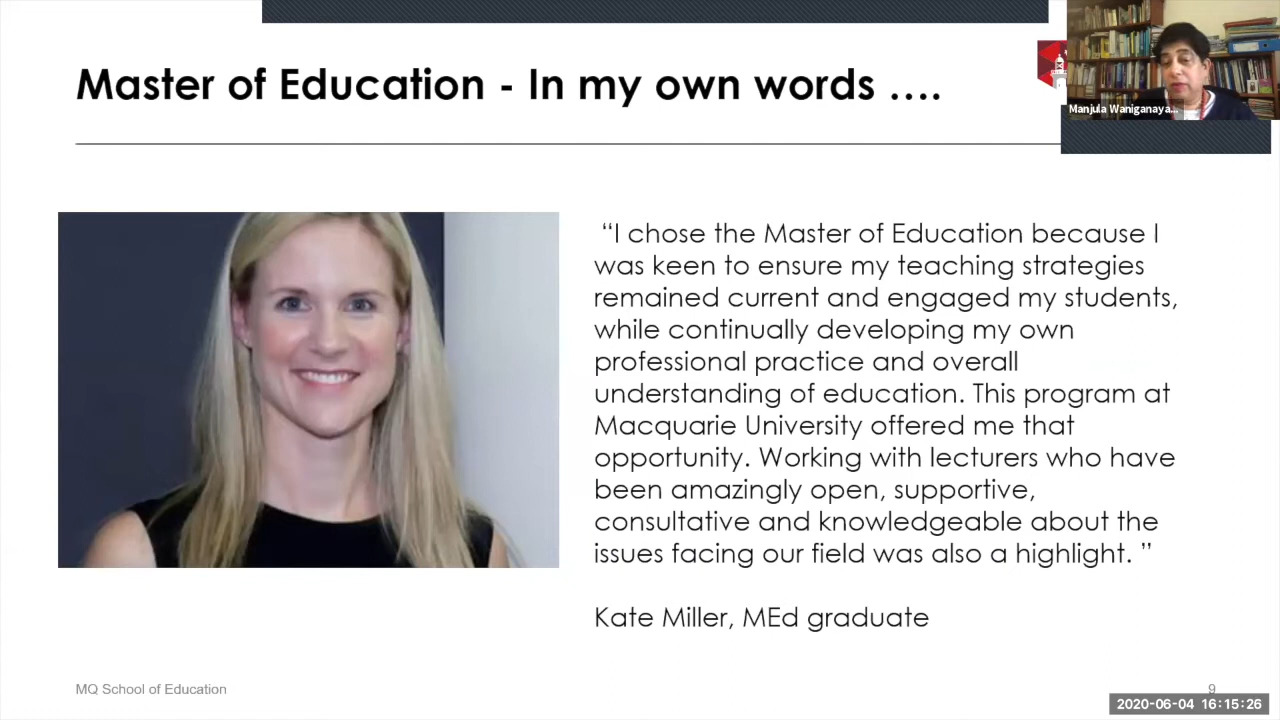 Master of Education - In my own words ….
Manjula Waniganaya...
“I chose the Master of Education because I
was keen to ensure my teaching strategies
remained current and engaged my students,
while continually developing my own
professional practice and overall
understanding of education. This program at
Macquarie University offered me that
opportunity. Working with lecturers who have
been amazingly open, supportive,
consultative and knowledgeable about the
issues facing our field was also a highlight. ”
Kate Miller, MEd graduate
MQ School of Education
9
2020-06-04 16:15:26